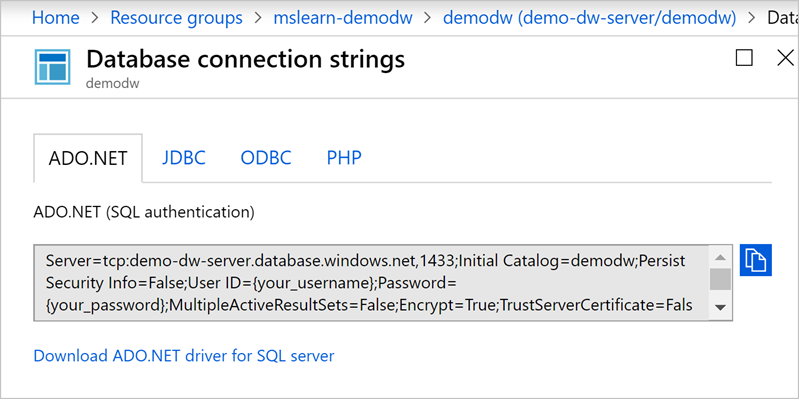 Home > Resource groups > mslearn-demodw > demodw (demo-dw-server/demodw) > Data
Database connection strings
demodw
ADO.NET JDBC ODBC PHP
ADO.NET (SQL authentication)
Server=tcp:demo-dw-server.database.windows.net,1433;Initial Catalog=demodw;Persist
Security Info=False;User ID={your_username};Password=
{your_password};MultipleActiveResultSets=False;Encrypt=True;TrustServerCertificate=Fals
Download ADO.NET driver for SQL server